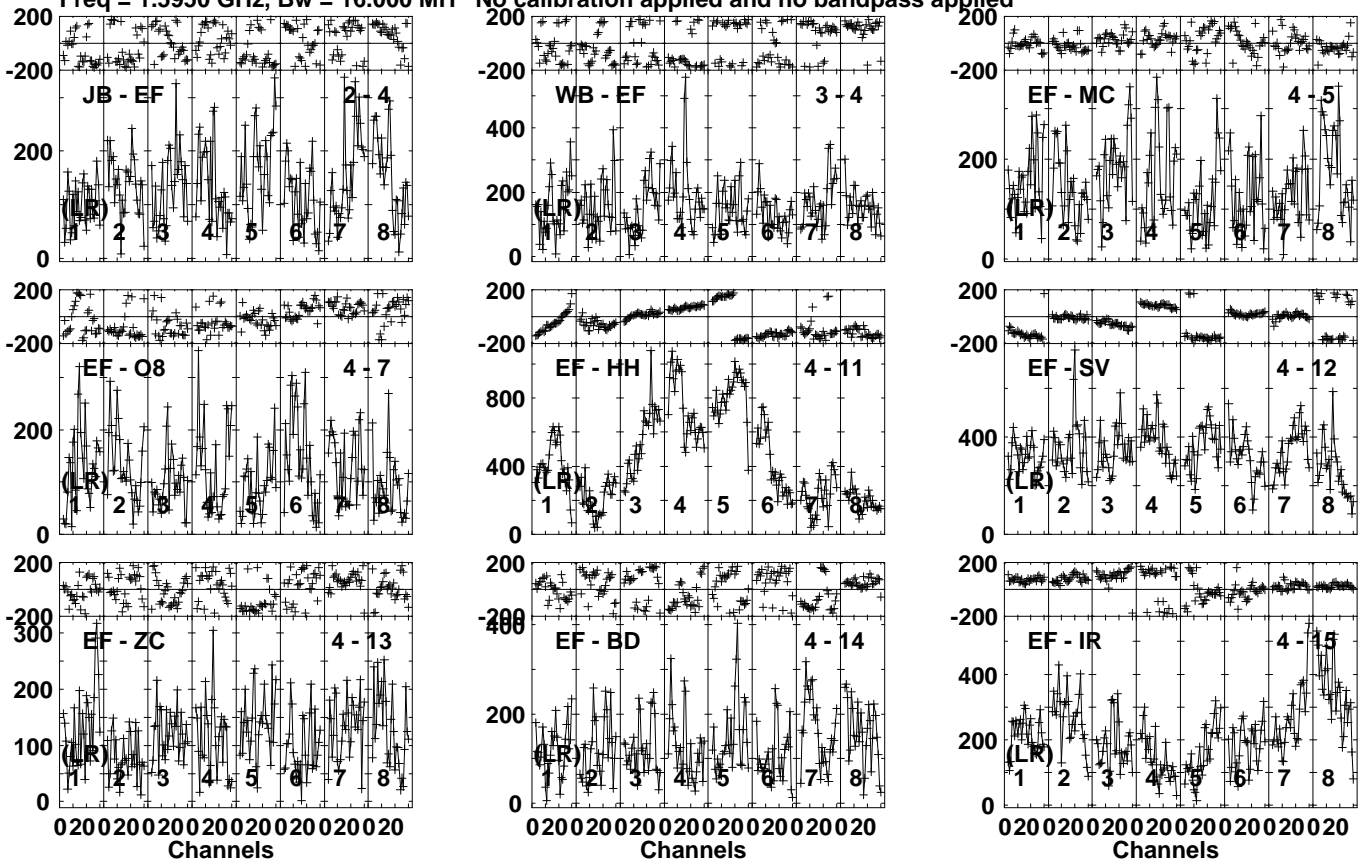 Freq = 1.5950 GHz, Bw = 16.000 MH No calibration applied and no bandpass applied
200 200 200
-200 -200 -200
JB - EF 2 - 4 WB - EF 3 - 4 EF - MC 4 - 5
400
200 200 200
(LR) (LR) (LR)
1 2 3 4 5 6 7 8 1 2 3 4 5 6 7 8 1 2 3 4 5 6 7 8
0 0 0
200 200 200
-200 -200 -200
EF - O8 4 - 7 EF - HH 4 - 11 EF - SV 4 - 12
800
200 400 400
(LR) (LR) (LR)
1 2 3 4 5 6 7 8 1 2 3 4 5 6 7 8 1 2 3 4 5 6 7 8
0 0 0
200 200 200
-200 -200 -200
300 400
EF - ZC 4 - 13 EF - BD 4 - 14 EF - IR 4 - 15
400
200 200 200
100
(LR) (LR) (LR)
1 2 3 4 5 6 7 8 1 2 3 4 5 6 7 8 1 2 3 4 5 6 7 8
0 0 0
0 20 0 20 0 20 0 20 0 20 0 20 0 20 0 20 0 20 0 20 0 20 0 20 0 20 0 20 0 20 0 20 0 20 0 20 0 20 0 20 0 20 0 20 0 20 0 20
Channels Channels Channels